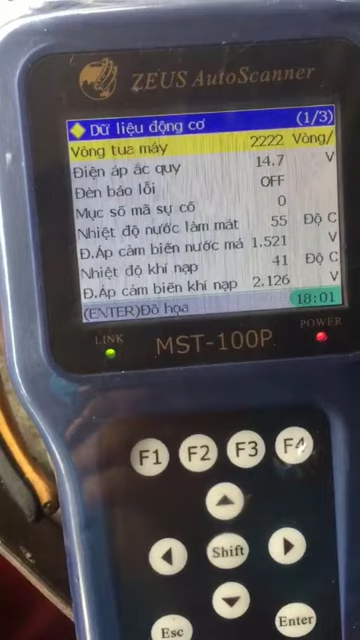 ZEUS AutoScanner
Dữ liệu động cơ (1/3)
Vòng tua máy 2222 Vòng/
Điện áp ăc quy 14.7 V
Đèn báo lỗi OFF
Mục số mã sự cố 0
Nhiệt độ nước làm mát 55 Độ C
Đ.Áp cảm biến nước má 1.521 V
Nhiệt độ khí nạp 41 Độ C
Đ.Áp cảm biến khí nạp 2.126 V
(ENTER)Đồ họa 18:01
LINK MST-100P POWER
F1 F2 F3 F4
Shift
Esc Enter